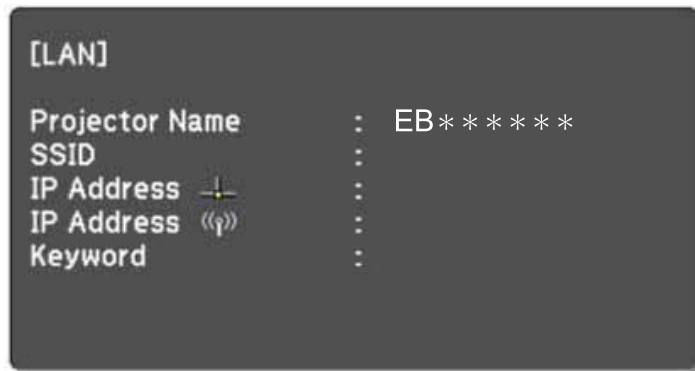 [LAN]
Projector Name : EB******
SSID :
IP Address :
IP Address :
Keyword :